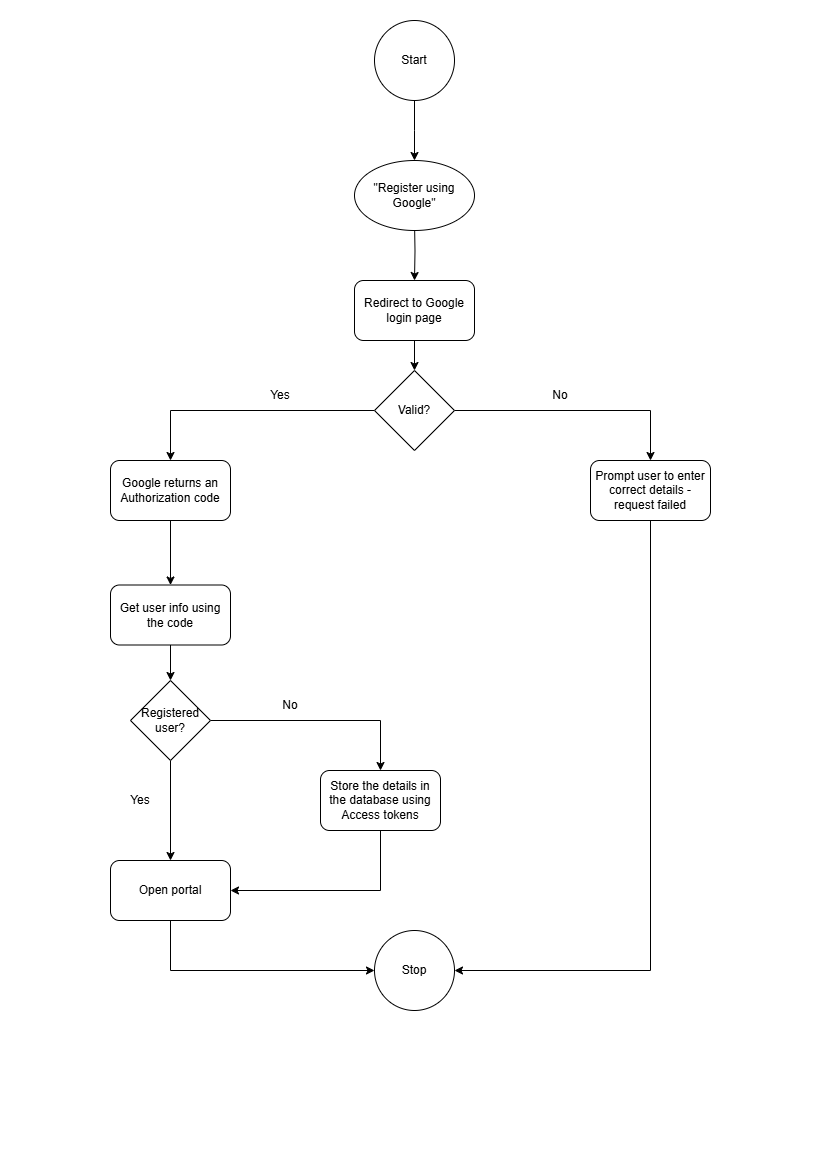 Start
"Register using
Google"
Redirect to Google
login page
Yes
No
Valid?
Google returns an
Authorization code
Prompt user to enter
correct details -
request failed
Get user info using
the code
Registered
user?
No
Store the details in
the database using
Access tokens
Yes
Open portal
Stop